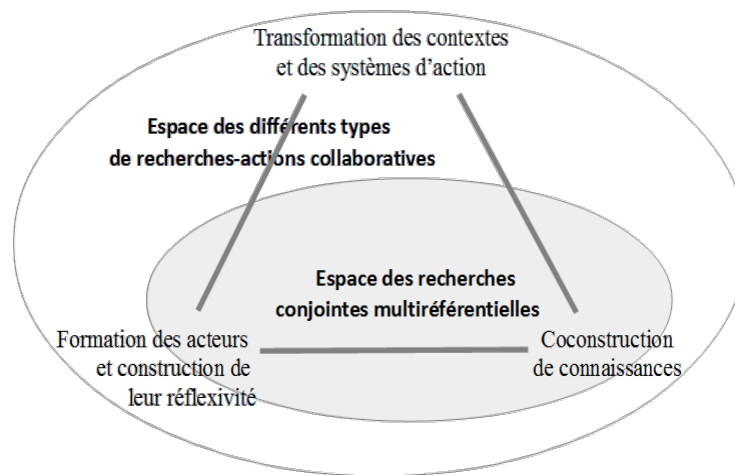 Transformation des contextes
et des systèmes d'action
Espace des différents types
de recherches-actions collaboratives
Espace des recherches
conjointes multiréférentielles
Formation des acteurs
et construction de
leur réflexivité
Coconstruction
de connaissances